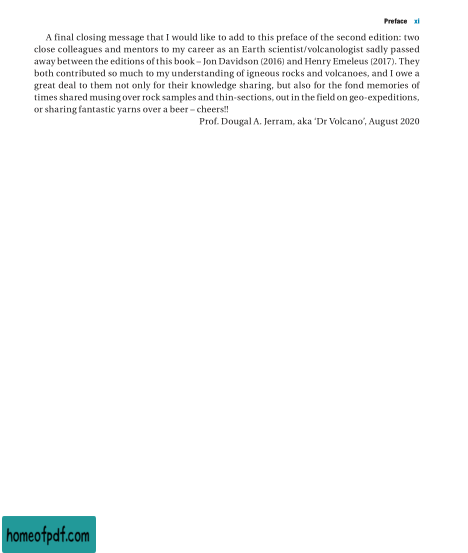 Preface xi
A final closing message that I would like to add to this preface of the second edition: two
close colleagues and mentors to my career as an Earth scientist/volcanologist sadly passed
away between the editions of this book – Jon Davidson (2016) and Henry Emeleus (2017). They
both contributed so much to my understanding of igneous rocks and volcanoes, and I owe a
great deal to them not only for their knowledge sharing, but also for the fond memories of
times shared musing over rock samples and thin-sections, out in the field on geo-expeditions,
or sharing fantastic yarns over a beer – cheers!!
Prof. Dougal A. Jerram, aka ‘Dr Volcano’, August 2020
homeofpdf.com